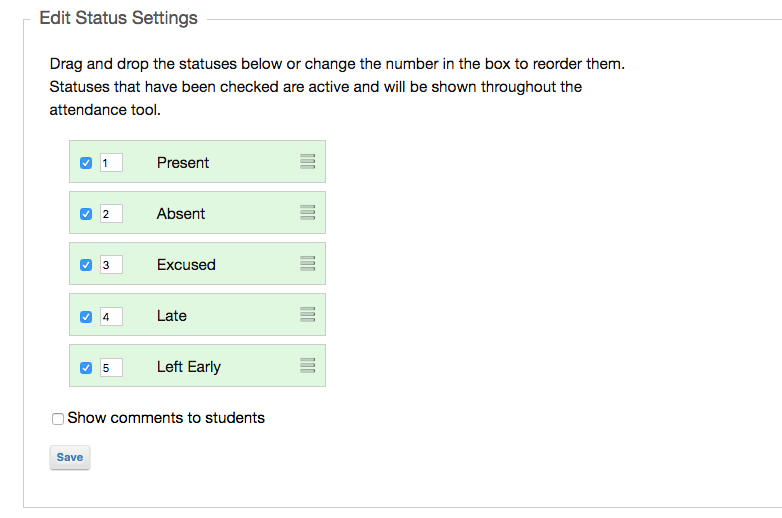 Edit Status Settings
Drag and drop the statuses below or change the number in the box to reorder them.
Statuses that have been checked are active and will be shown throughout the
attendance tool.
1 Present
2 Absent
3 Excused
4 Late
5 Left Early
Show comments to students
Save